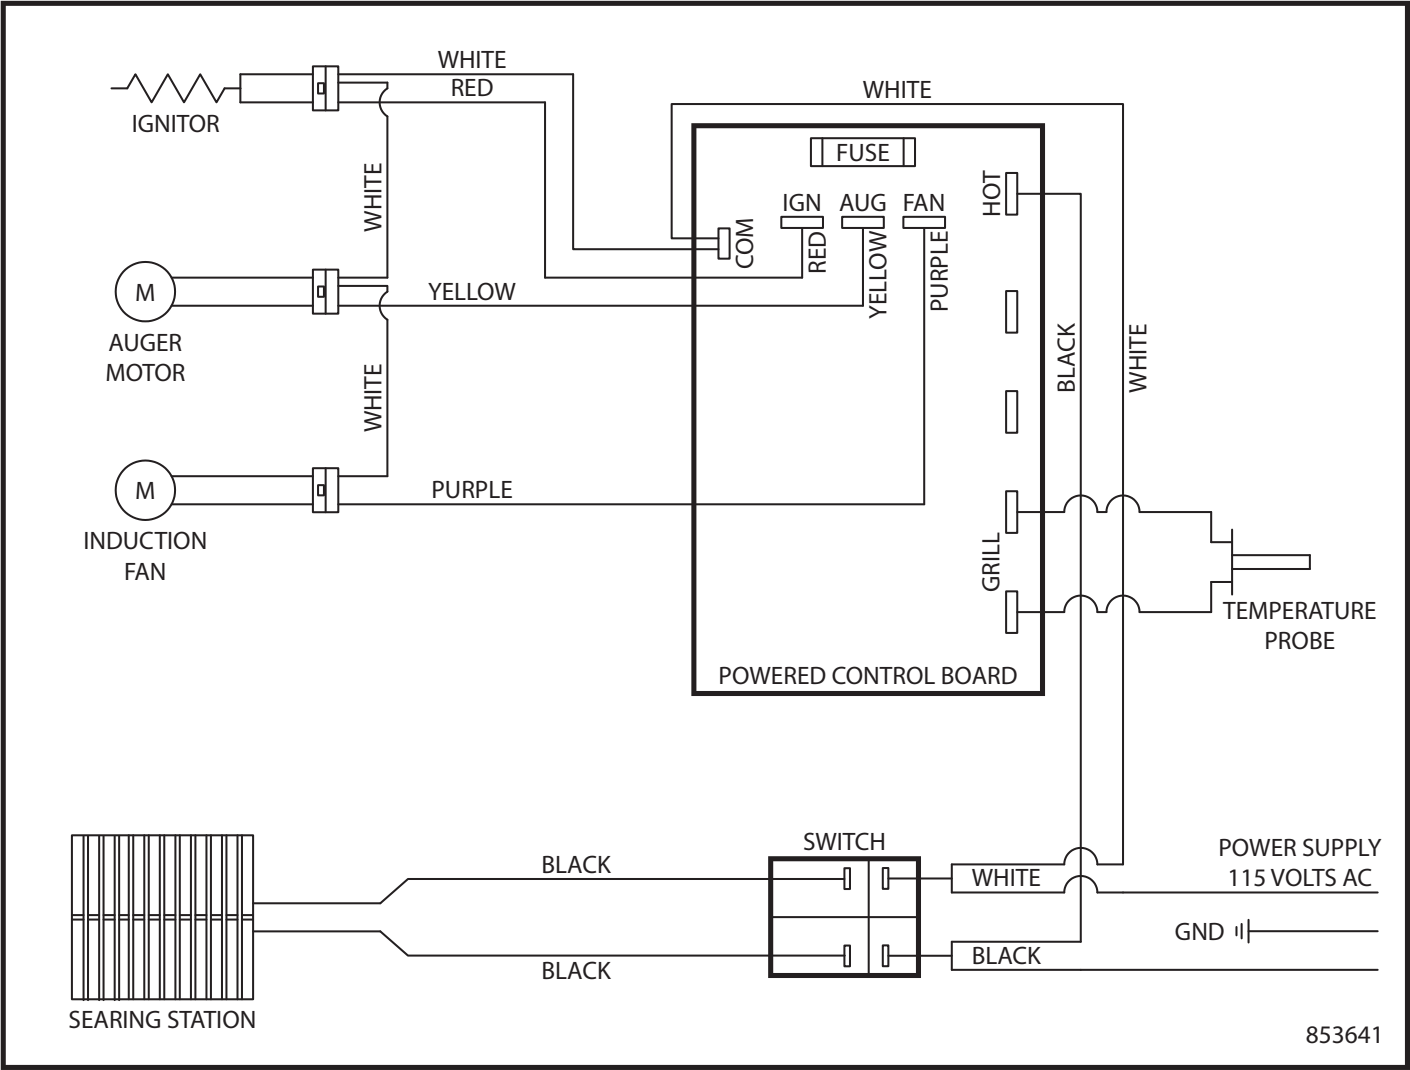 WHITE
RED
IGNITOR
WHITE
WHITE
FUSE
HOT
IGN AUG FAN
COM
RED
YELLOW
PURPLE
M
AUGER
MOTOR
YELLOW
BLACK
WHITE
WHITE
M
INDUCTION
FAN
PURPLE
GRILL
TEMPERATURE
PROBE
POWERED CONTROL BOARD
SWITCH
BLACK
BLACK
SEARING STATION
WHITE
BLACK
POWER SUPPLY
115 VOLTS AC
GND
853641